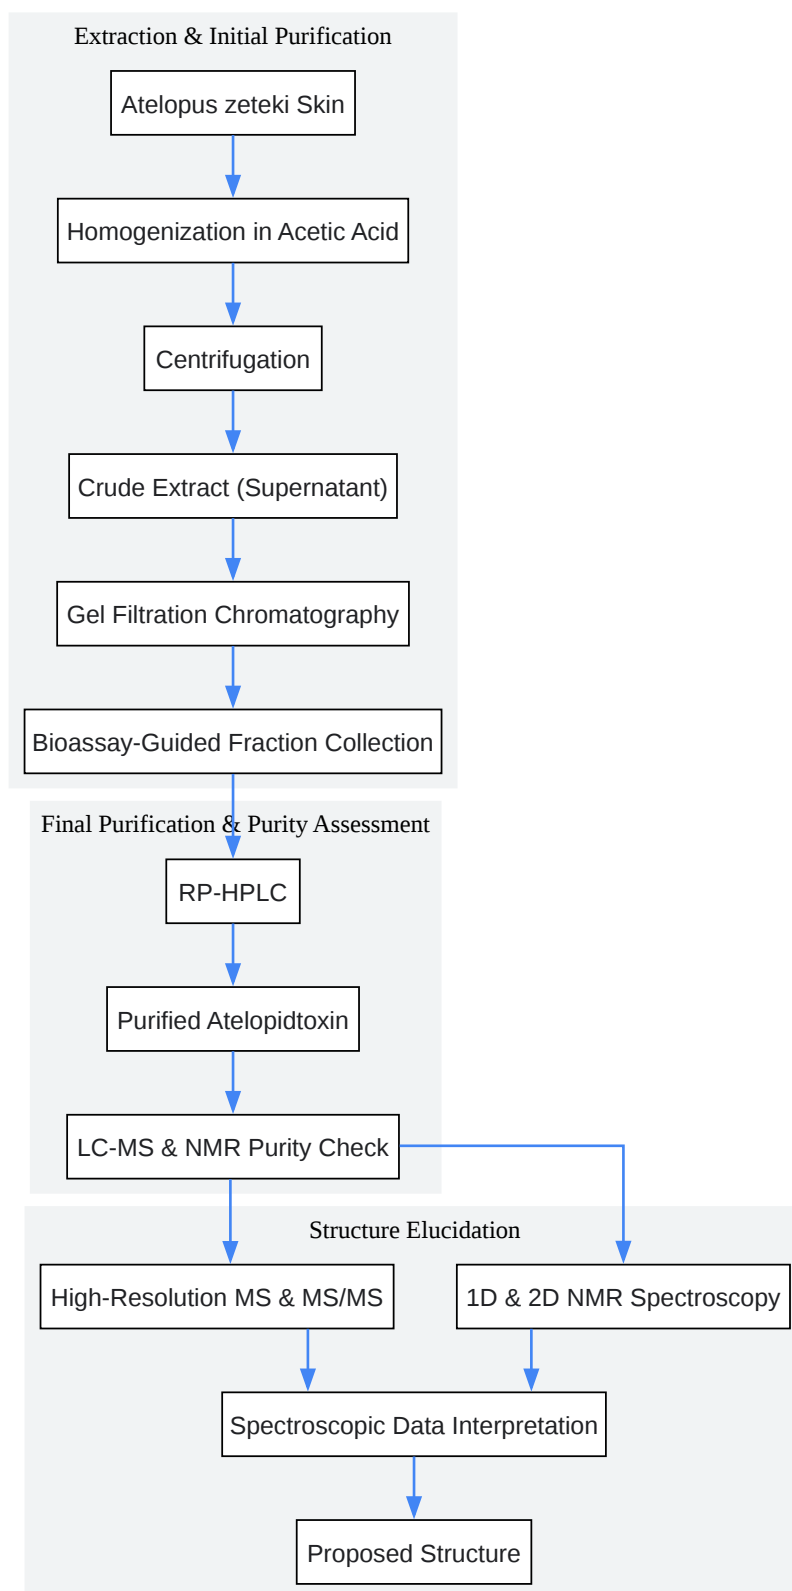 Extraction & Initial Purification
Atelopus zeteki Skin
Homogenization in Acetic Acid
Centrifugation
Crude Extract (Supernatant)
Gel Filtration Chromatography
Bioassay-Guided Fraction Collection
Final Purification & Purity Assessment
RP-HPLC
Purified Atelopidtoxin
LC-MS & NMR Purity Check
Structure Elucidation
High-Resolution MS & MS/MS
1D & 2D NMR Spectroscopy
Spectroscopic Data Interpretation
Proposed Structure